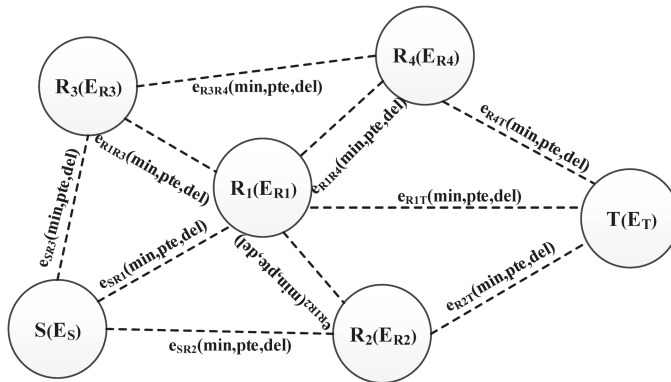 R4(ER4)
R3(ER3)
eR3R4(min,pte,del)
eR4T(min,pte,del)
eR1R3(min,pte,del)
eR1R4(min,pte,del)
R1(ER1)
eR1T(min,pte,del)
T(ET)
eSR3(min,pte,del)
eSR1(min,pte,del)
eR1R2(min,pte,del)
eR2T(min,pte,del)
S(ES)
eSR2(min,pte,del)
R2(ER2)